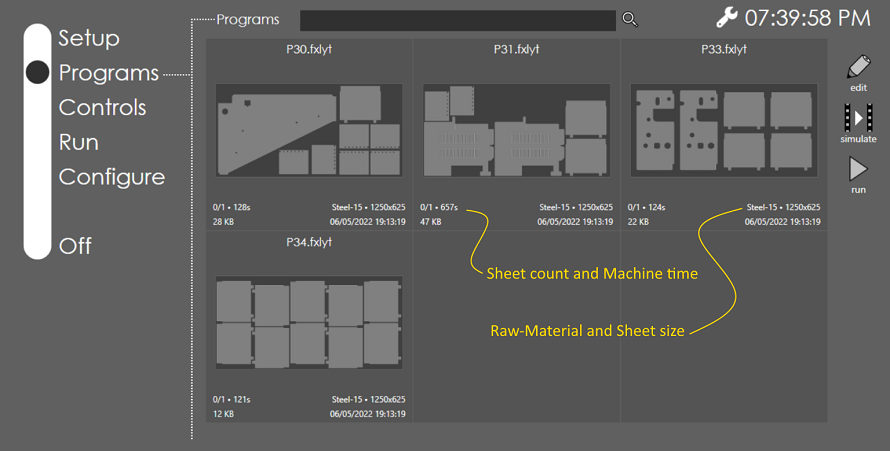 Setup
Programs
Controls
Run
Configure
Off
Programs
07:39:58 PM
P30.fxlyt
P31.fxlyt
P33.fxlyt
0/1 • 128s
Steel-15 • 1250x625
28 KB
06/05/2022 19:13:19
0/1 • 657s
Steel-15 • 1250x625
47 KB
06/05/2022 19:13:19
0/1 • 124s
Steel-15 • 1250x625
22 KB
06/05/2022 19:13:19
edit
simulate
run
P34.fxlyt
Sheet count and Machine time
Raw-Material and Sheet size
0/1 • 121s
Steel-15 • 1250x625
12 KB
06/05/2022 19:13:19